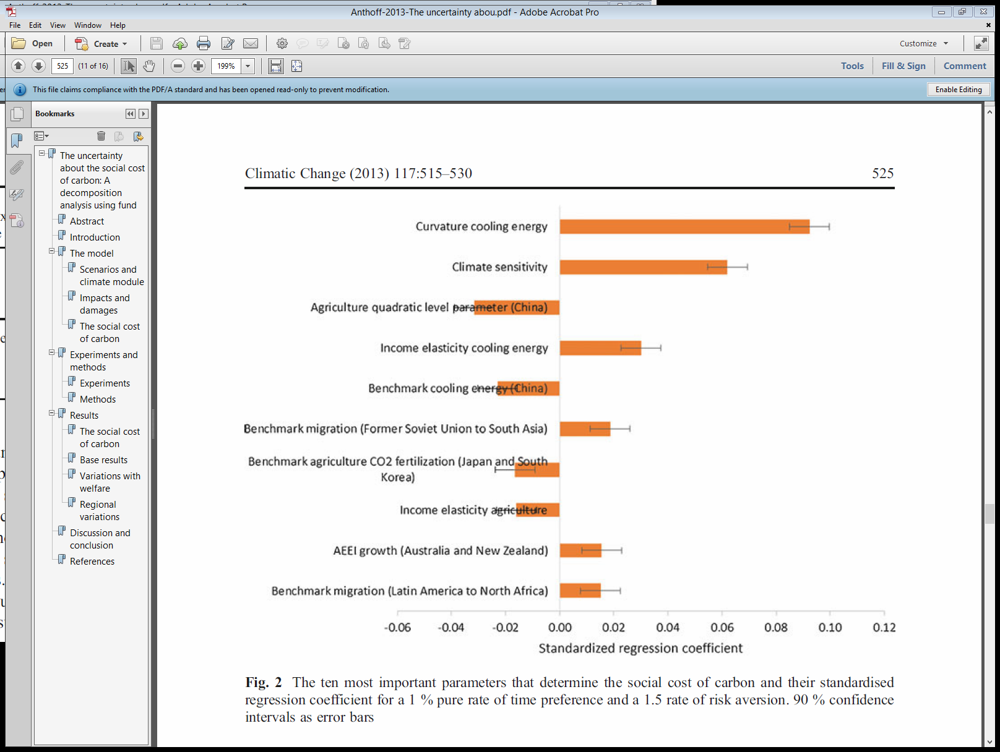 Anthoff-2013-The uncertainty abou.pdf - Adobe Acrobat Pro
File Edit View Window Help
Open Create Customize
525 (11 of 16) 199% Tools Fill & Sign Comment
This file claims compliance with the PDF/A standard and has been opened read-only to prevent modification. Enable Editing
Bookmarks
The uncertainty
about the social cost
of carbon: A
decomposition
analysis using fund
Abstract
Introduction
The model
Scenarios and
climate module
Impacts and
damages
The social cost
of carbon
Experiments and
methods
Experiments
Methods
Results
The social cost
of carbon
Base results
Variations with
welfare
Regional
variations
Discussion and
conclusion
References
Climatic Change (2013) 117:515–530 525
Curvature cooling energy
Climate sensitivity
Agriculture quadratic level parameter (China)
Income elasticity cooling energy
Benchmark cooling energy (China)
Benchmark migration (Former Soviet Union to South Asia)
Benchmark agriculture CO2 fertilization (Japan and South
Korea)
Income elasticity agriculture
AEEI growth (Australia and New Zealand)
Benchmark migration (Latin America to North Africa)
-0.06 -0.04 -0.02 0.00 0.02 0.04 0.06 0.08 0.10 0.12
Standardized regression coefficient
Fig. 2 The ten most important parameters that determine the social cost of carbon and their standardised
regression coefficient for a 1 % pure rate of time preference and a 1.5 rate of risk aversion. 90 % confidence
intervals as error bars